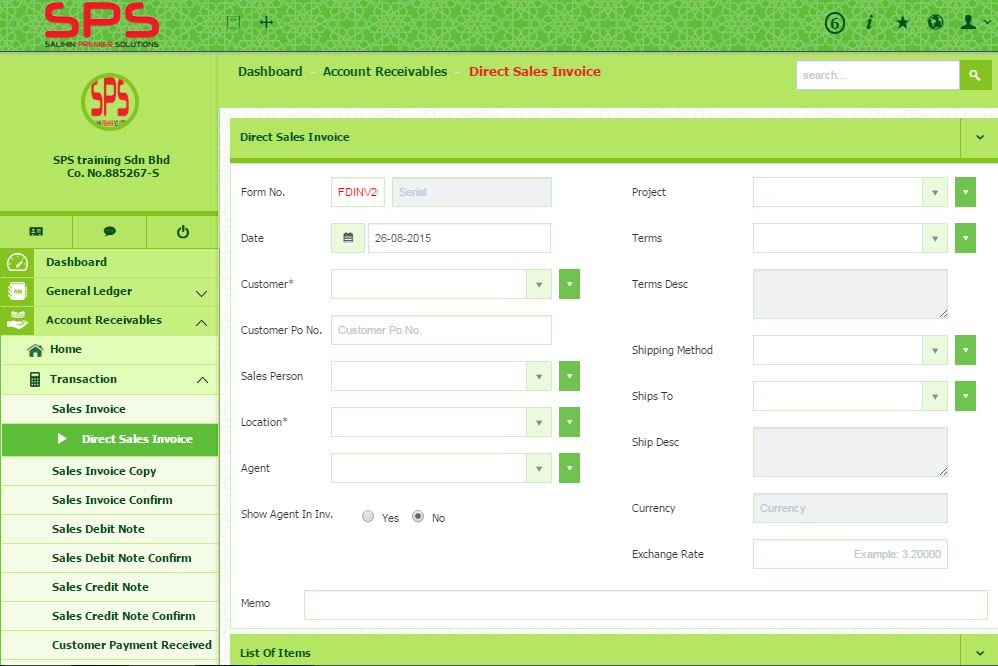 SPS
SALIHIN PREMIER SOLUTIONS
6
i
SPS
SPS training Sdn Bhd
Co. No.885267-S
Dashboard
General Ledger
RM
Account Receivables
Home
Transaction
Sales Invoice
Direct Sales Invoice
Sales Invoice Copy
Sales Invoice Confirm
Sales Debit Note
Sales Debit Note Confirm
Sales Credit Note
Sales Credit Note Confirm
Customer Payment Received
Dashboard - Account Receivables - Direct Sales Invoice
search...
Direct Sales Invoice
Form No. FDINV2 Serial
Date 26-08-2015
Customer*
Customer Po No. Customer Po No.
Sales Person
Location*
Agent
Show Agent In Inv. Yes No
Project
Terms
Terms Desc
Shipping Method
Ships To
Ship Desc
Currency Currency
Exchange Rate Example: 3.20000
Memo
List Of Items